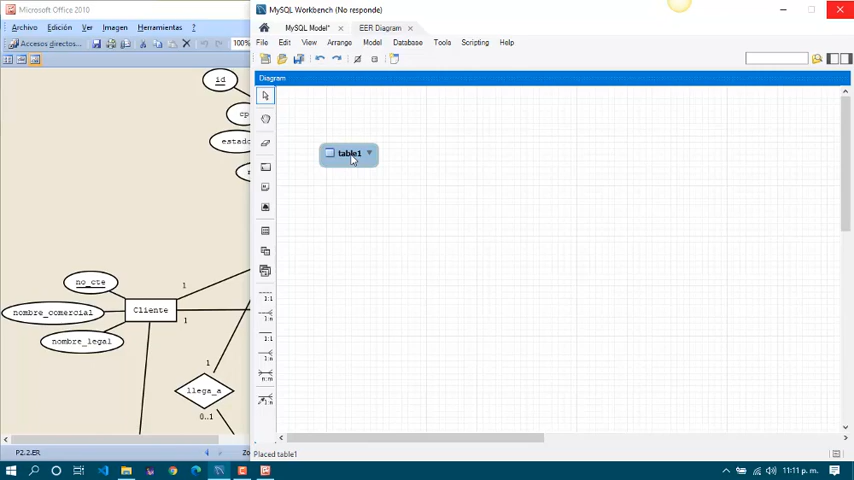 Microsoft Office 2010
Archivo Edición Ver Imagen Herramientas ?
Accesos directos...
100%
id
cp
estado
no_cte
nombre_comercial
nombre_legal
Cliente
1
1
1
llega_a
0..1
P2.2.ER
MySQL Workbench (No responde)
MySQL Model* × EER Diagram ×
File Edit View Arrange Model Database Tools Scripting Help
Diagram
table1
1:1
1:n
1:1
1:n
n:m
1:n
Placed table1
11:11 p. m.